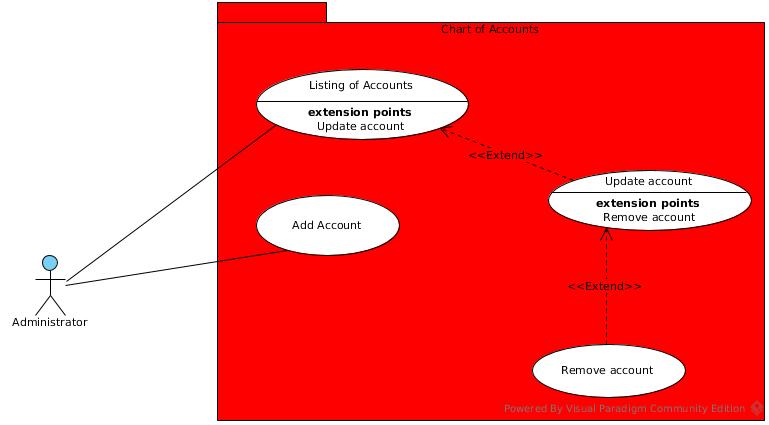 Chart of Accounts
Listing of Accounts
extension points
Update account
<<Extend>>
Update account
extension points
Remove account
Add Account
<<Extend>>
Administrator
Remove account
Powered By Visual Paradigm Community Edition